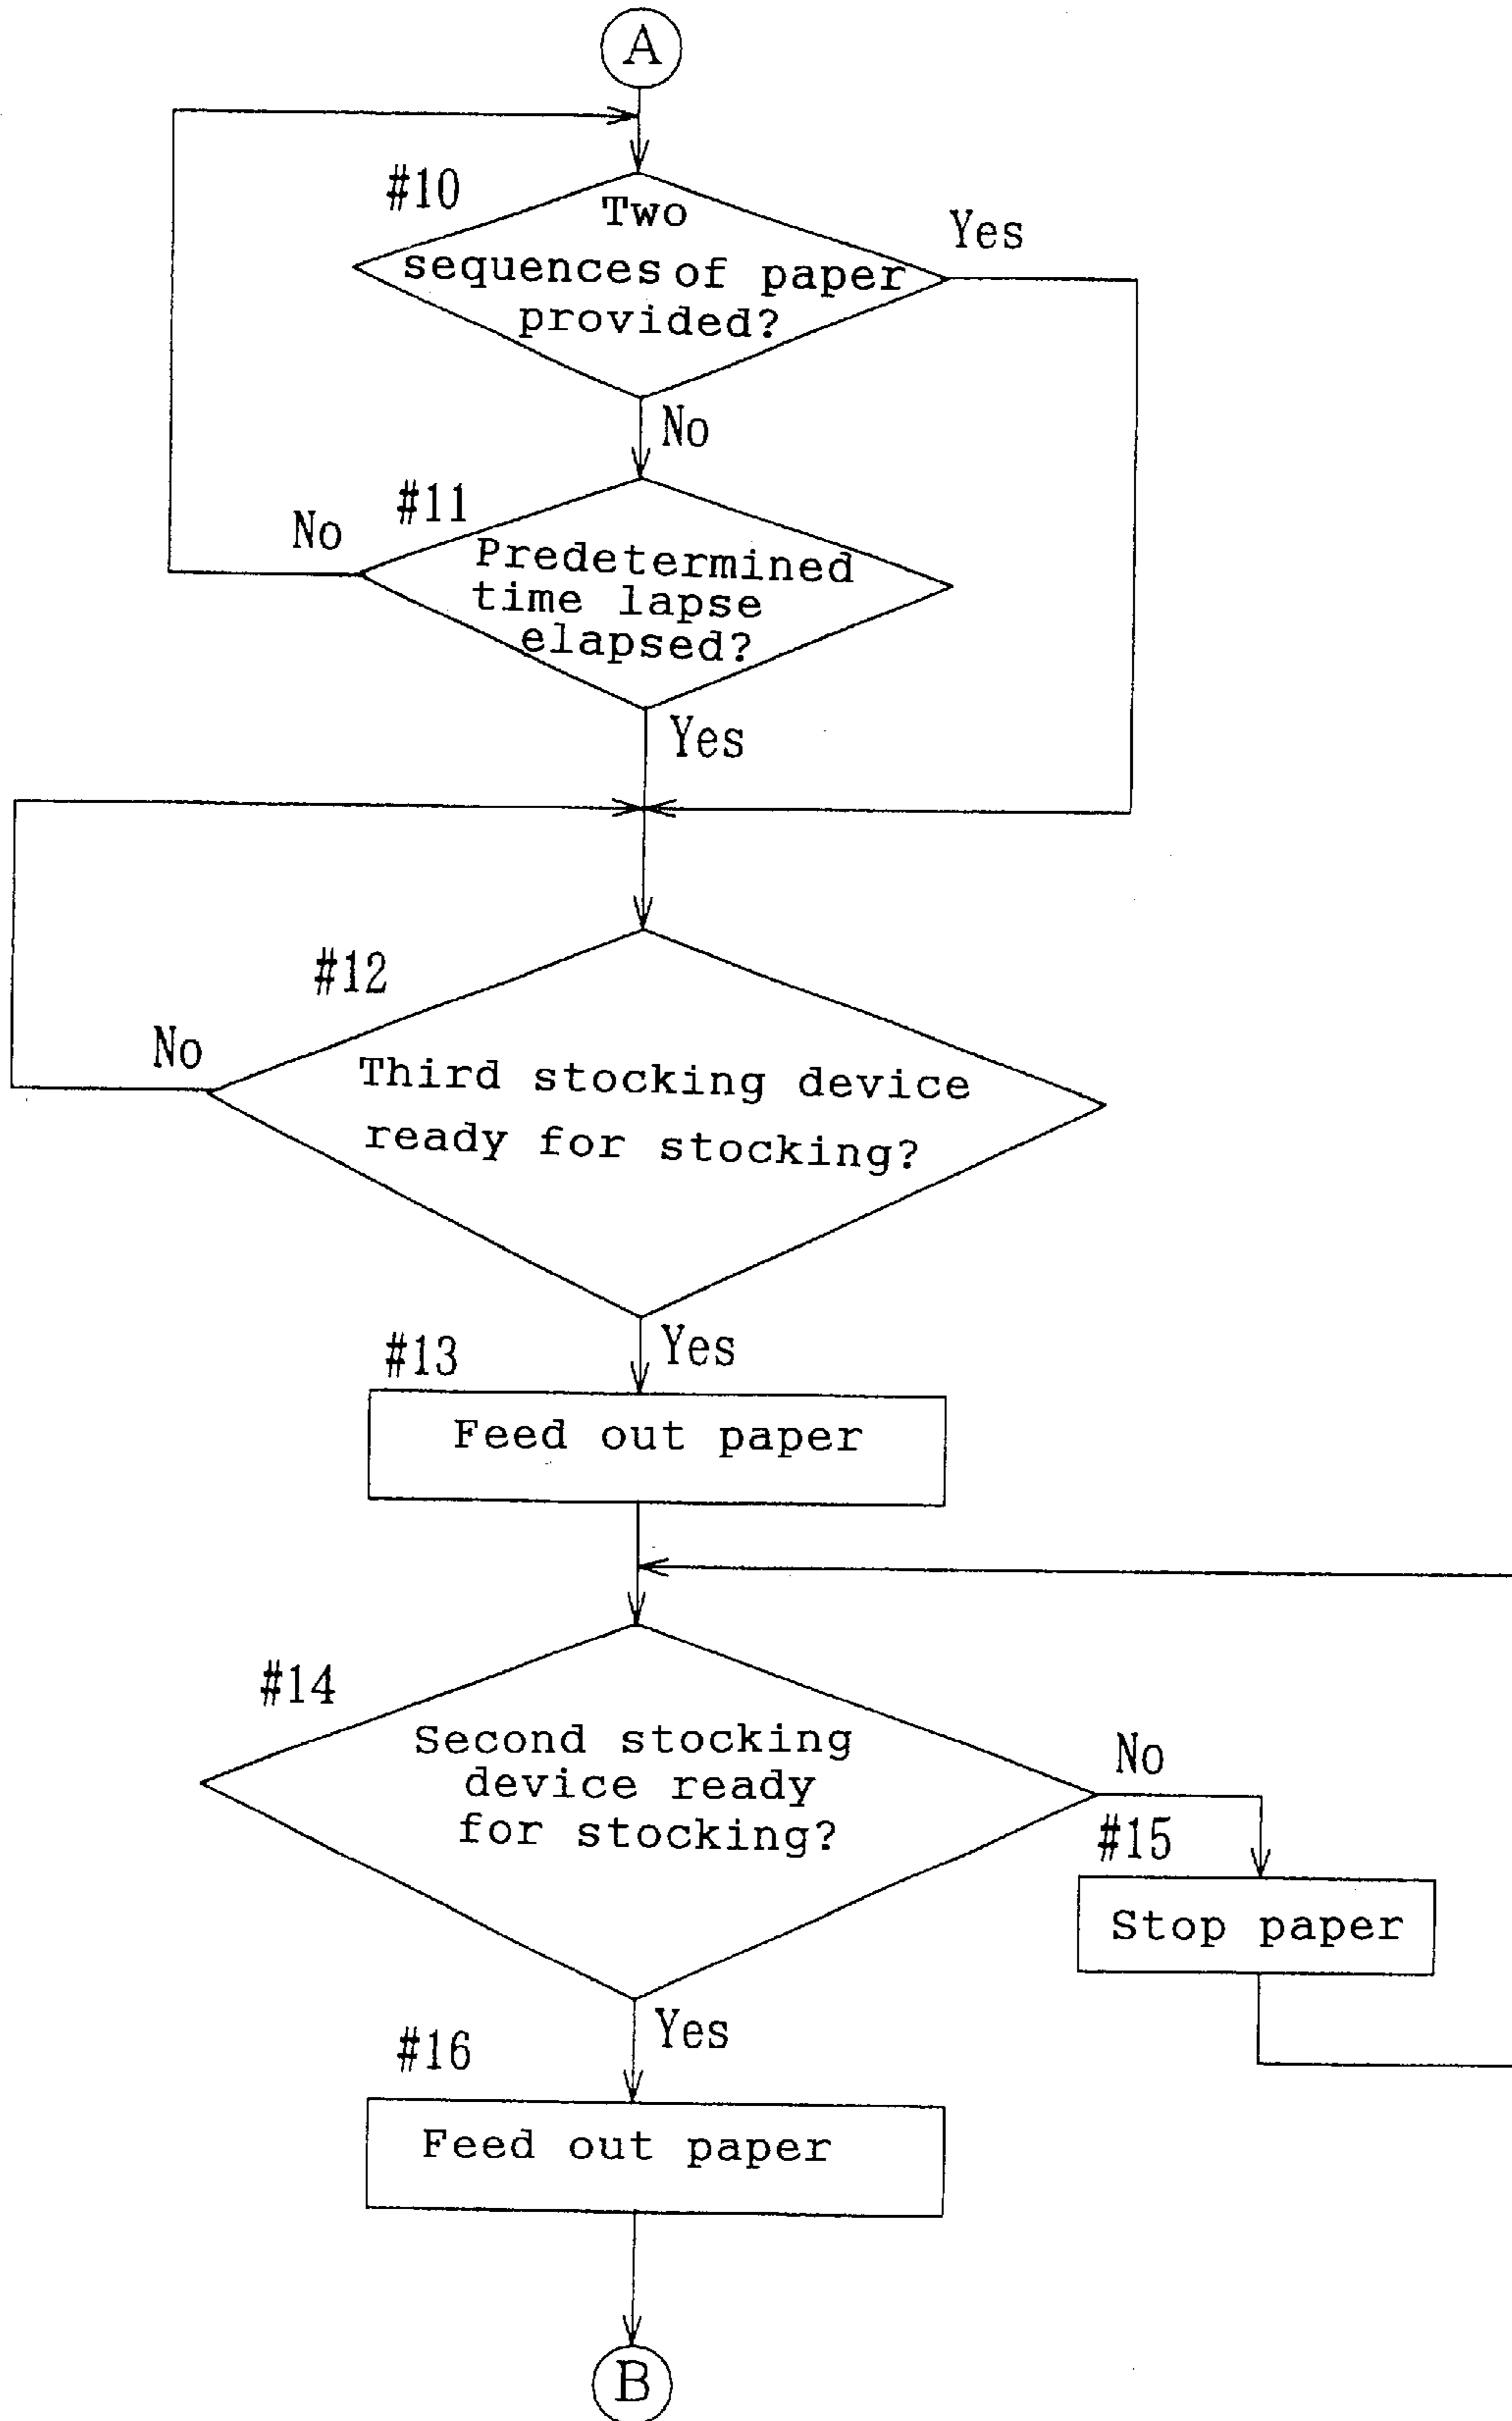 A
#10
Two
sequences of paper
provided?
Yes
No
#11
No
Predetermined
time lapse
elapsed?
Yes
#12
No
Third stocking device
ready for stocking?
Yes
#13
Feed out paper
#14
Second stocking
device ready
for stocking?
No
#15
Stop paper
Yes
#16
Feed out paper
B